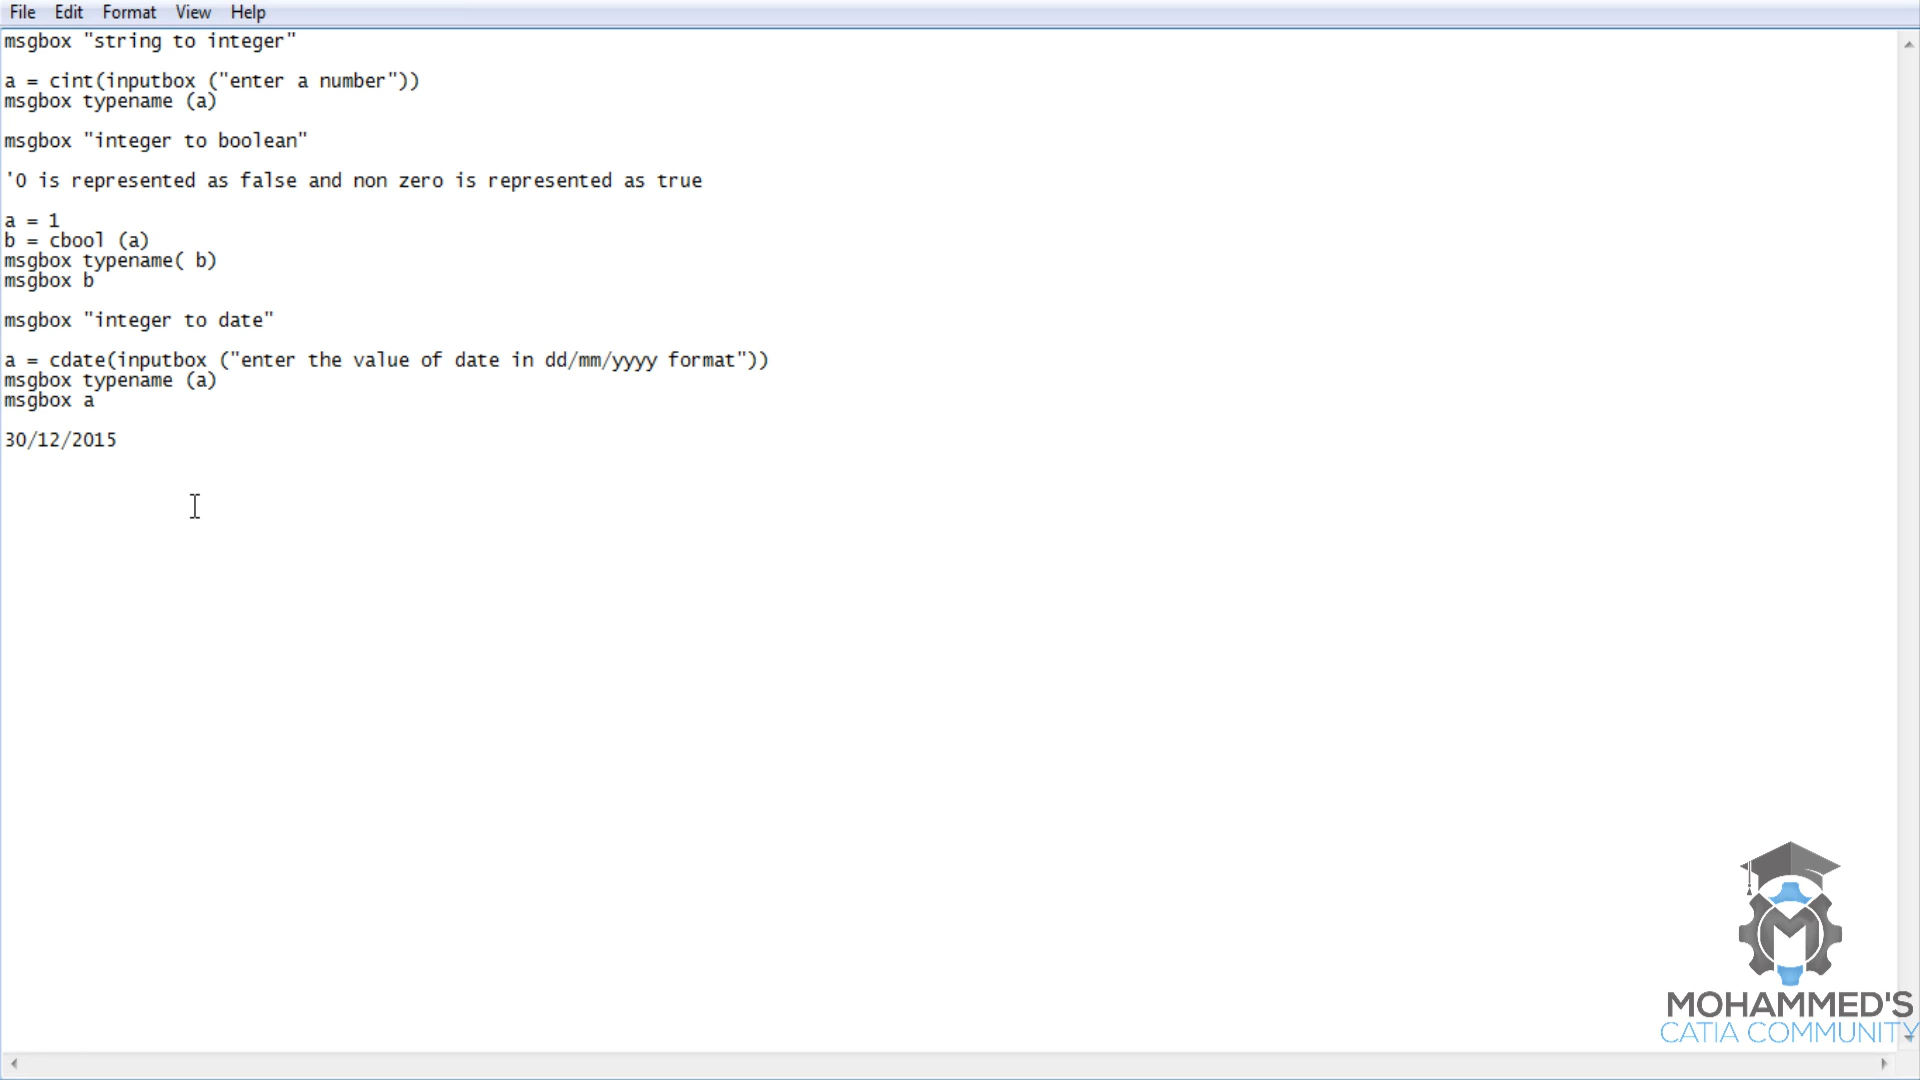 File Edit Format View Help
msgbox "string to integer"
a = cint(inputbox ("enter a number"))
msgbox typename (a)
msgbox "integer to boolean"
'0 is represented as false and non zero is represented as true
a = 1
b = cbool (a)
msgbox typename( b)
msgbox b
msgbox "integer to date"
a = cdate(inputbox ("enter the value of date in dd/mm/yyyy format"))
msgbox typename (a)
msgbox a
30/12/2015
MOHAMMED'S
CATIA COMMUNITY